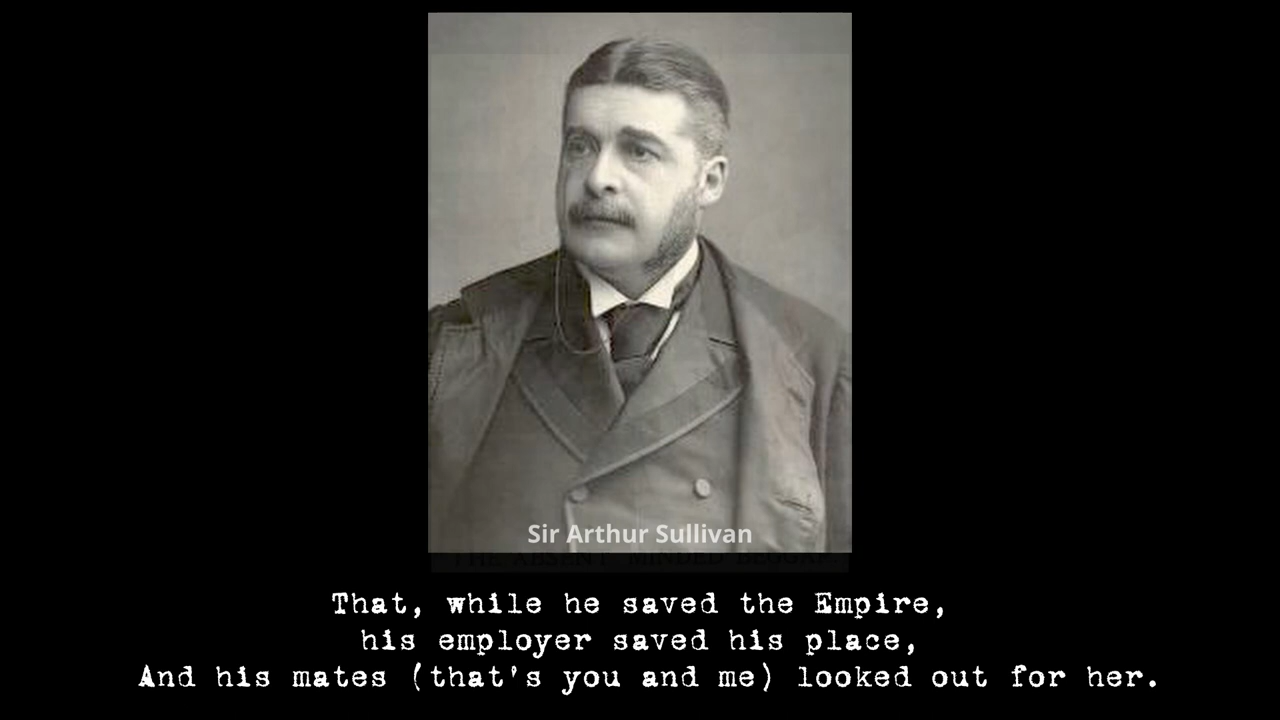 Sir Arthur Sullivan
That, while he saved the Empire,
his employer saved his place,
And his mates (that's you and me) looked out for her.